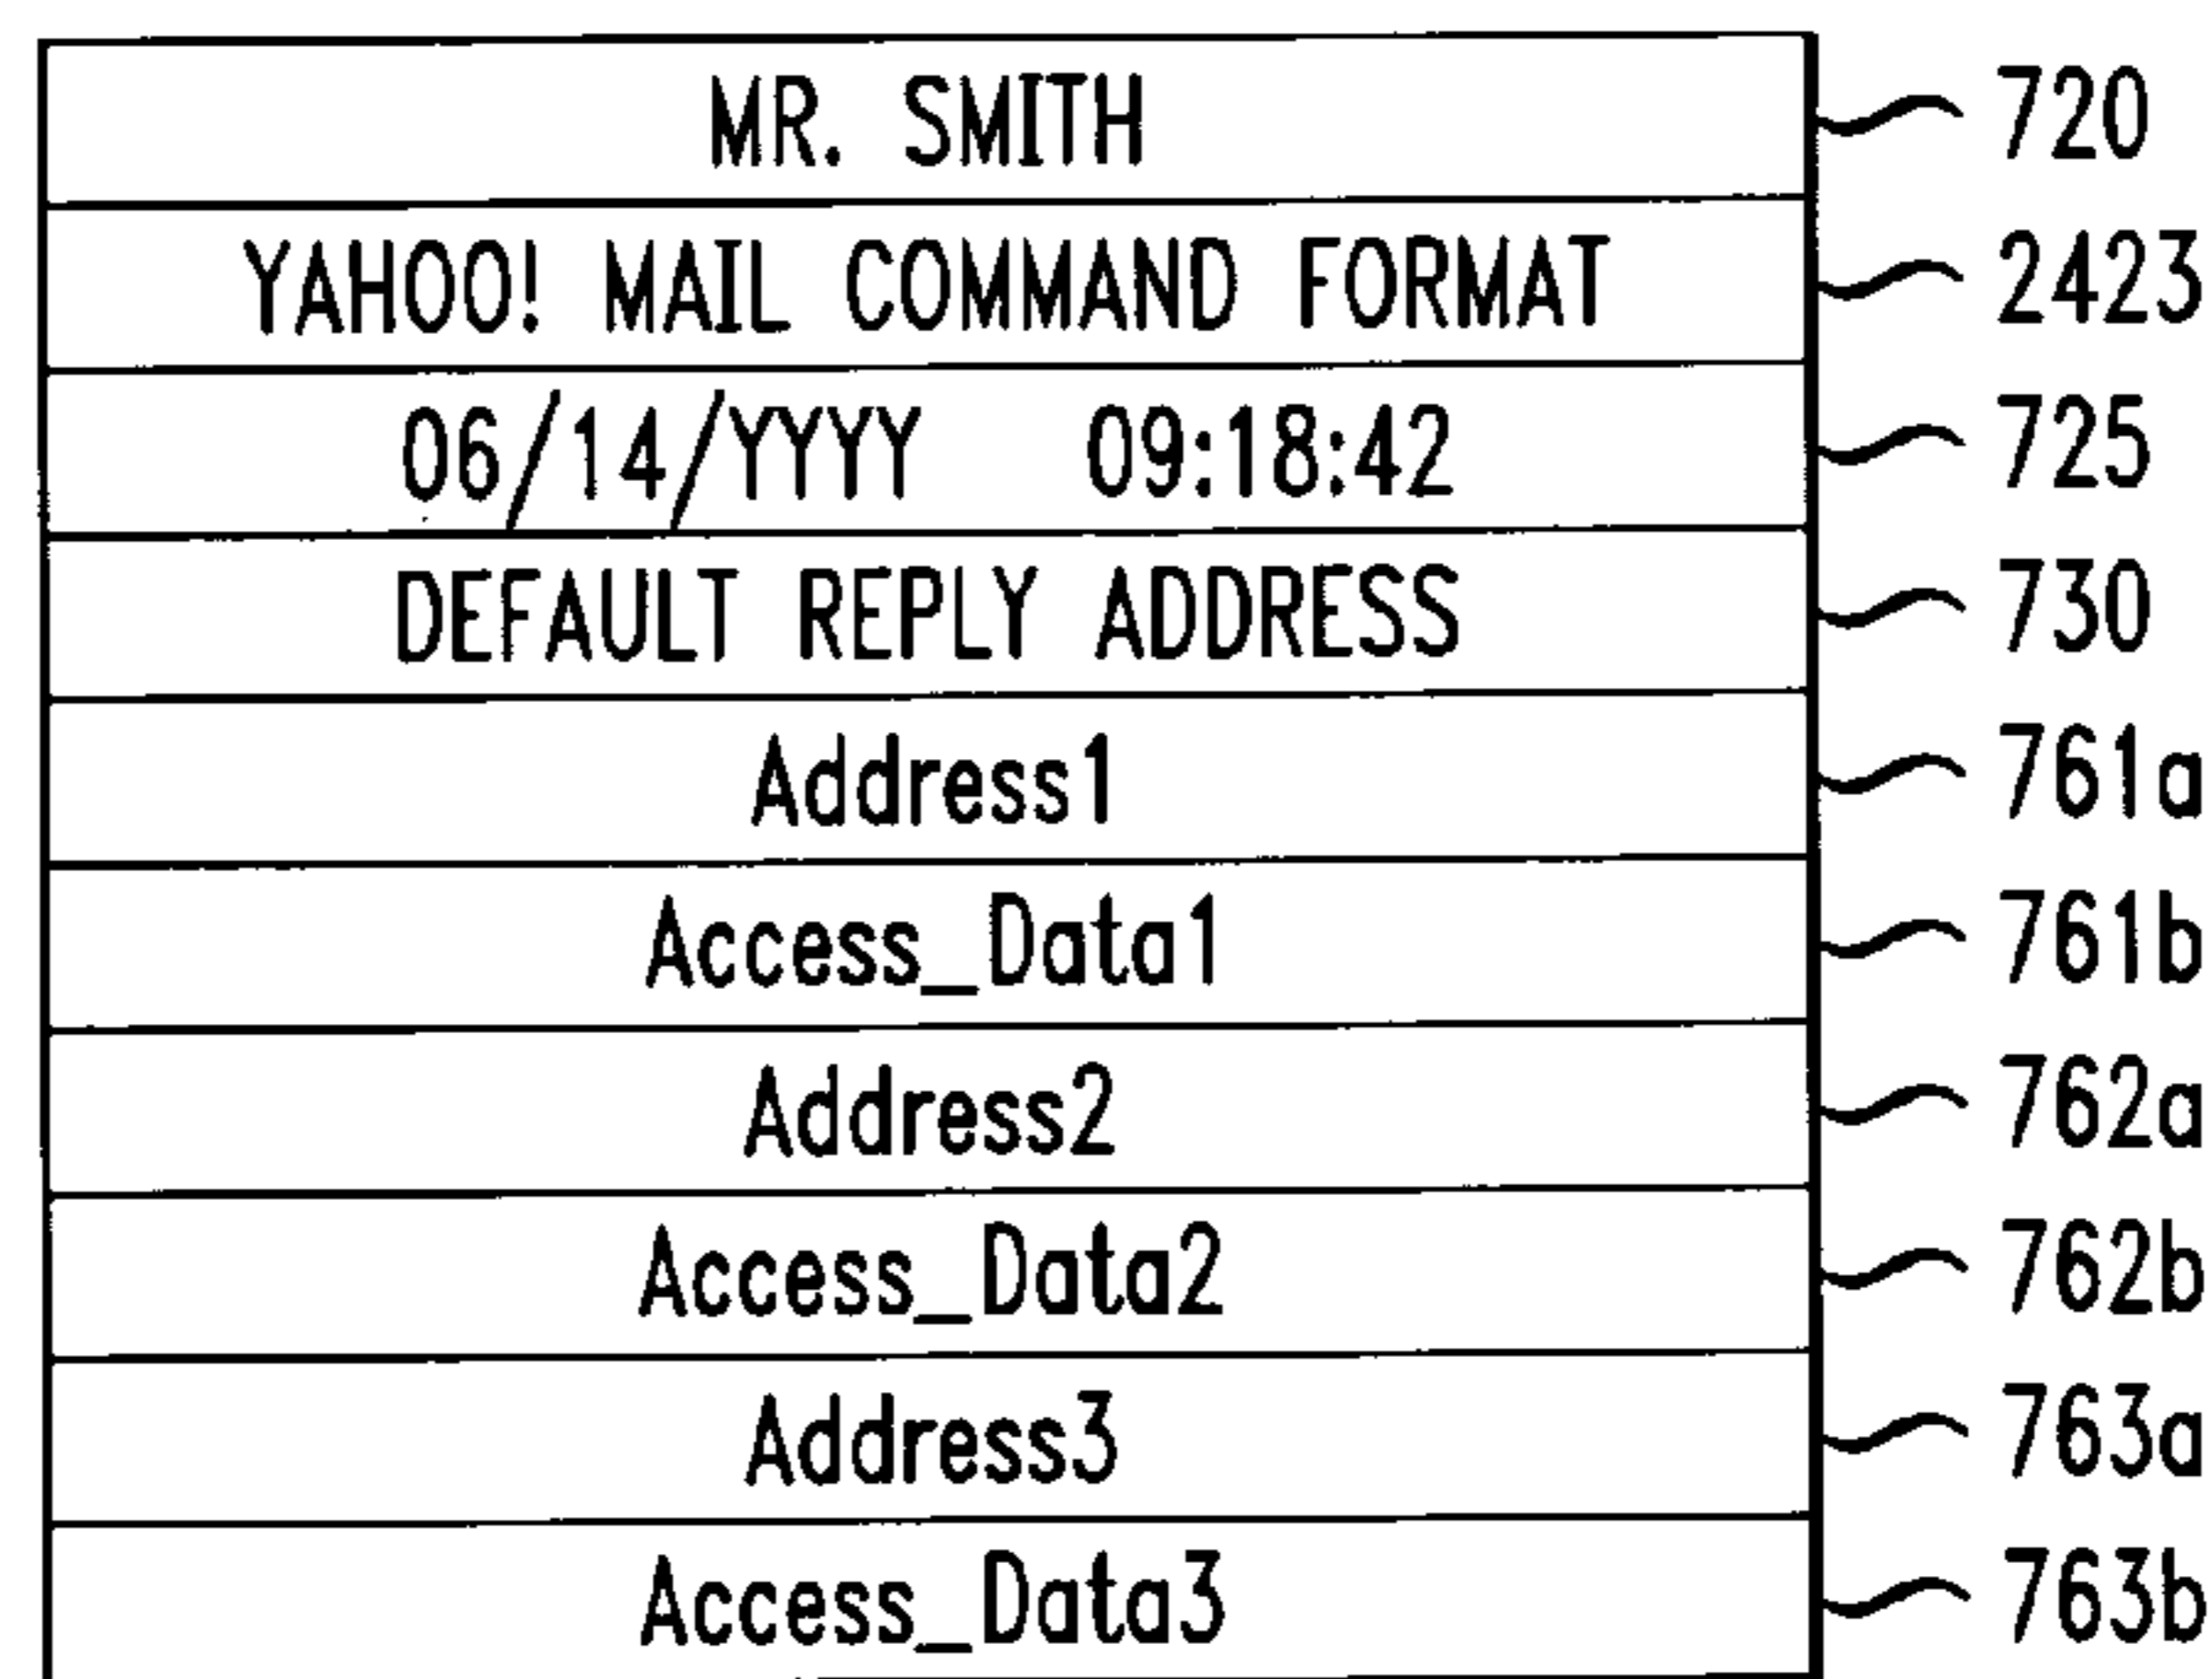 MR. SMITH 720
YAHOO! MAIL COMMAND FORMAT 2423
06/14/YYYY 09:18:42 725
DEFAULT REPLY ADDRESS 730
Address1 761a
Access_Data1 761b
Address2 762a
Access_Data2 762b
Address3 763a
Access_Data3 763b